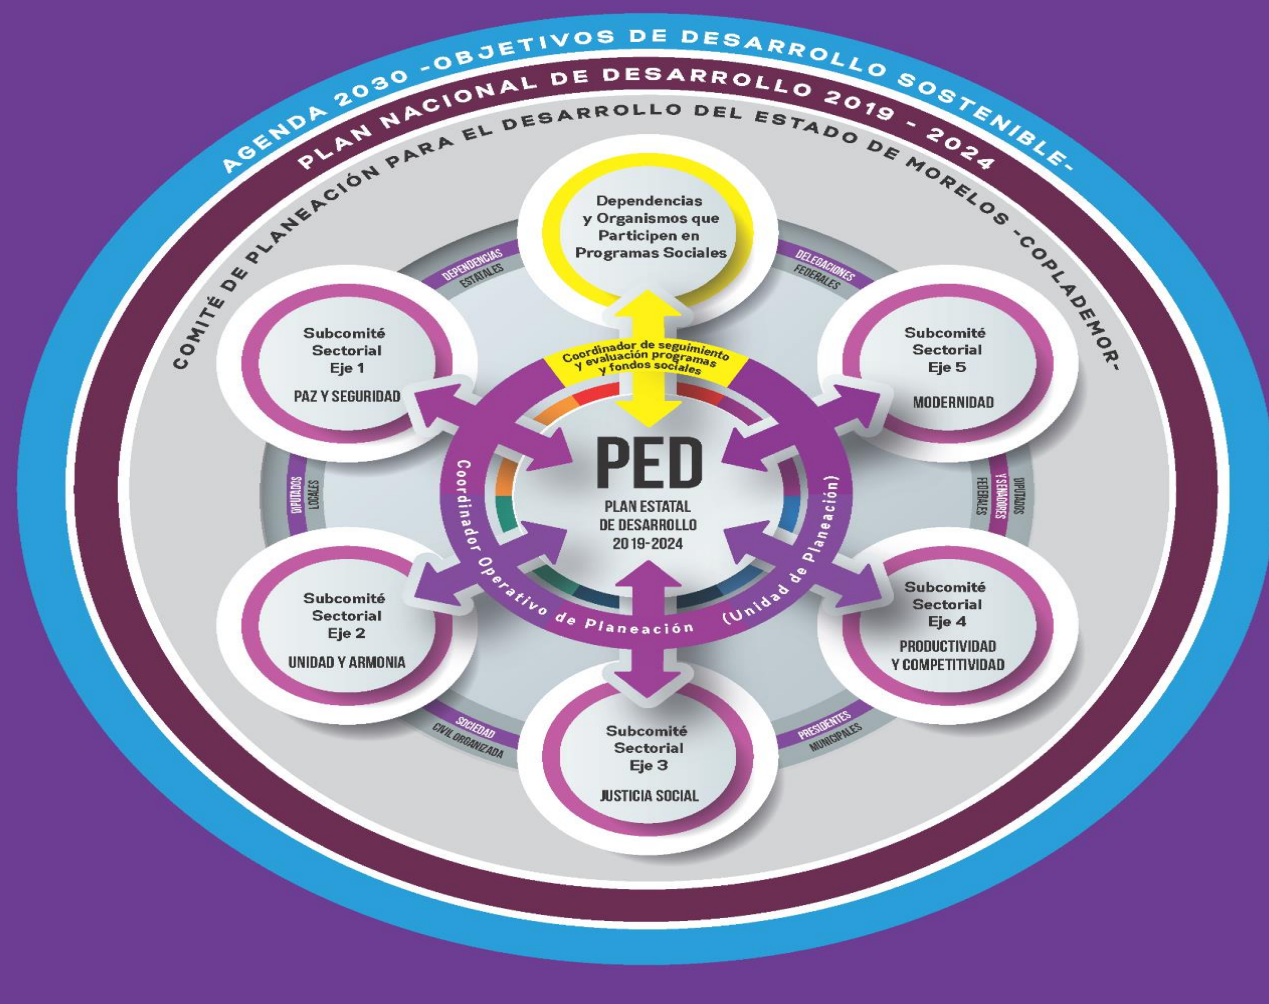 AGENDA 2030 -OBJETIVOS DE DESARROLLO SOSTENIBLE-
PLAN NACIONAL DE DESARROLLO 2019 - 2024
COMITÉ DE PLANEACIÓN PARA EL DESARROLLO DEL ESTADO DE MORELOS -COPLADEMOR-
Dependencias
y Organismos que
Participen en
Programas Sociales
DEPENDENCIAS
ESTATALES
DELEGACIONES
FEDERALES
Subcomité
Sectorial
Eje 1
PAZ Y SEGURIDAD
Coordinador de seguimiento
y evaluación programas
y fondos sociales
Subcomité
Sectorial
Eje 5
MODERNIDAD
PED
PLAN ESTATAL
DE DESARROLLO
2019-2024
DIPUTADOS
LOCALES
DIPUTADOS
Y SENADORES
FEDERALES
Coordinador Operativo de Planeación (Unidad de Planeación)
Subcomité
Sectorial
Eje 2
UNIDAD Y ARMONIA
Subcomité
Sectorial
Eje 4
PRODUCTIVIDAD
Y COMPETITIVIDAD
SOCIEDAD
CIVIL ORGANIZADA
PRESIDENTES
MUNICIPALES
Subcomité
Sectorial
Eje 3
JUSTICIA SOCIAL